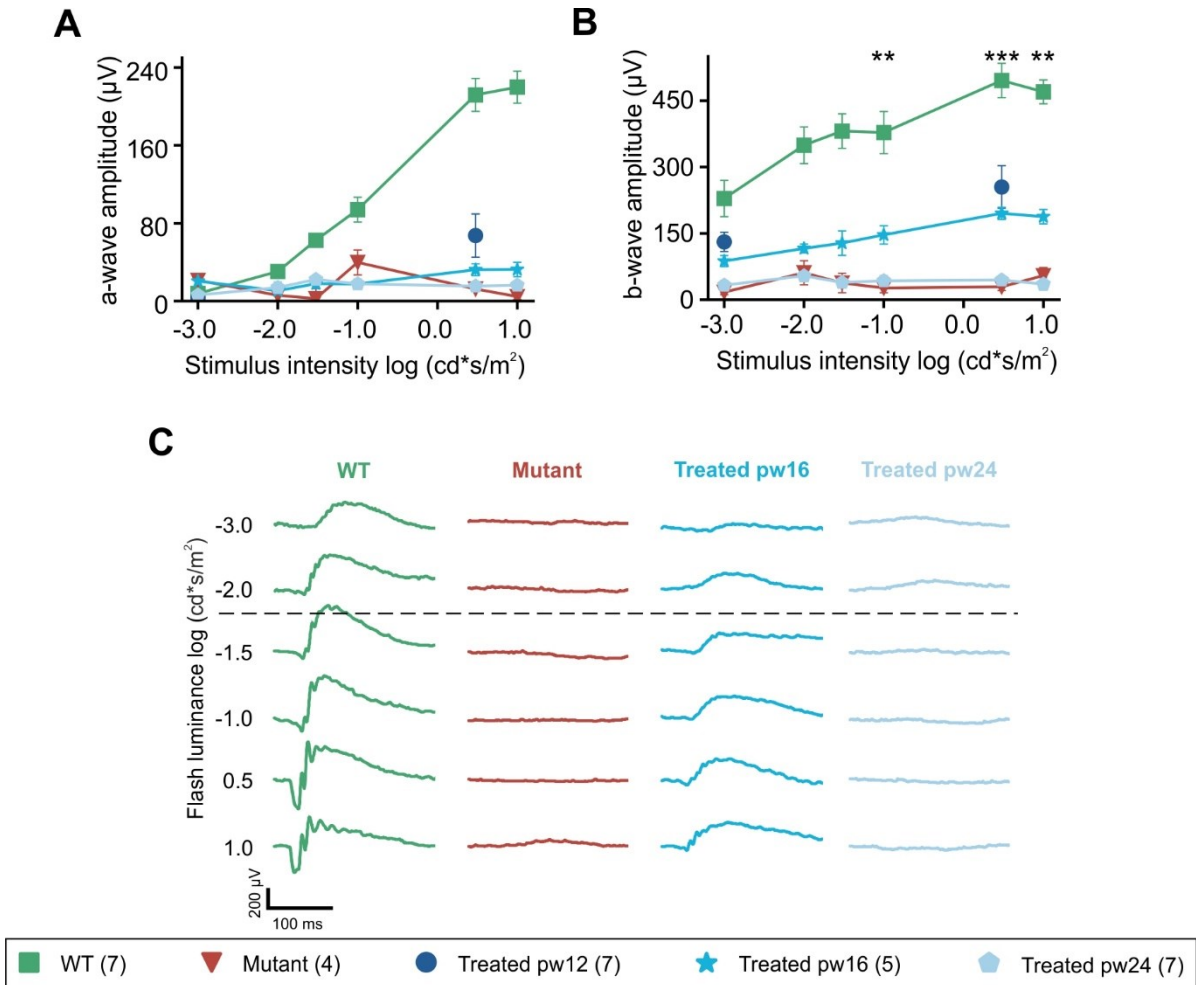 A
a-wave amplitude (µV)
240
160
80
0
-3.0 -2.0 -1.0 0.0 1.0
Stimulus intensity log (cd*s/m²)
B
** *** **
b-wave amplitude (µV)
450
300
150
0
-3.0 -2.0 -1.0 0.0 1.0
Stimulus intensity log (cd*s/m²)
C
WT Mutant Treated pw16 Treated pw24
Flash luminance log (cd*s/m²)
-3.0
-2.0
-1.5
-1.0
0.5
1.0
200 µV
100 ms
WT (7) Mutant (4) Treated pw12 (7) Treated pw16 (5) Treated pw24 (7)